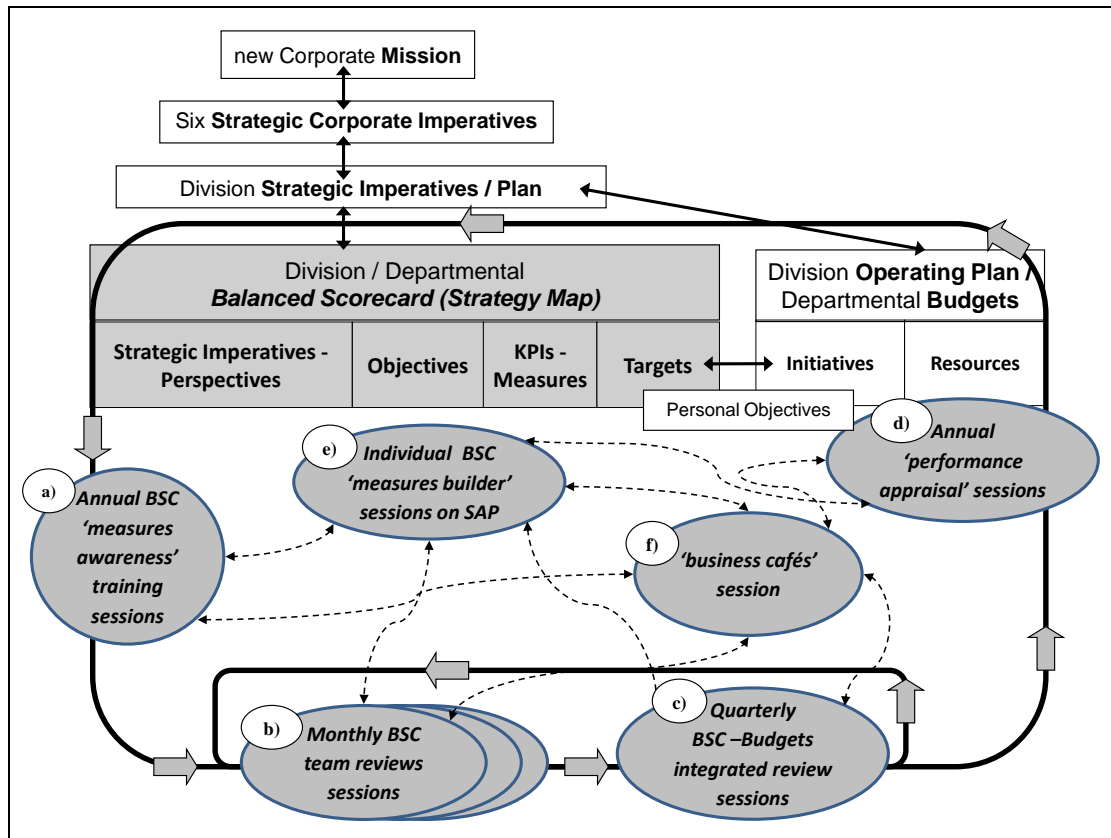 new Corporate Mission
Six Strategic Corporate Imperatives
Division Strategic Imperatives / Plan
Division / Departmental
Balanced Scorecard (Strategy Map)
Division Operating Plan /
Departmental Budgets
Strategic Imperatives -
Perspectives
Objectives
KPIs -
Measures
Targets
Initiatives
Resources
Personal Objectives
a)
Annual BSC
‘measures
awareness’
training
sessions
e)
Individual BSC
‘measures builder’
sessions on SAP
d)
Annual
‘performance
appraisal’ sessions
f)
‘business cafés’
session
b)
Monthly BSC
team reviews
sessions
c)
Quarterly
BSC –Budgets
integrated review
sessions